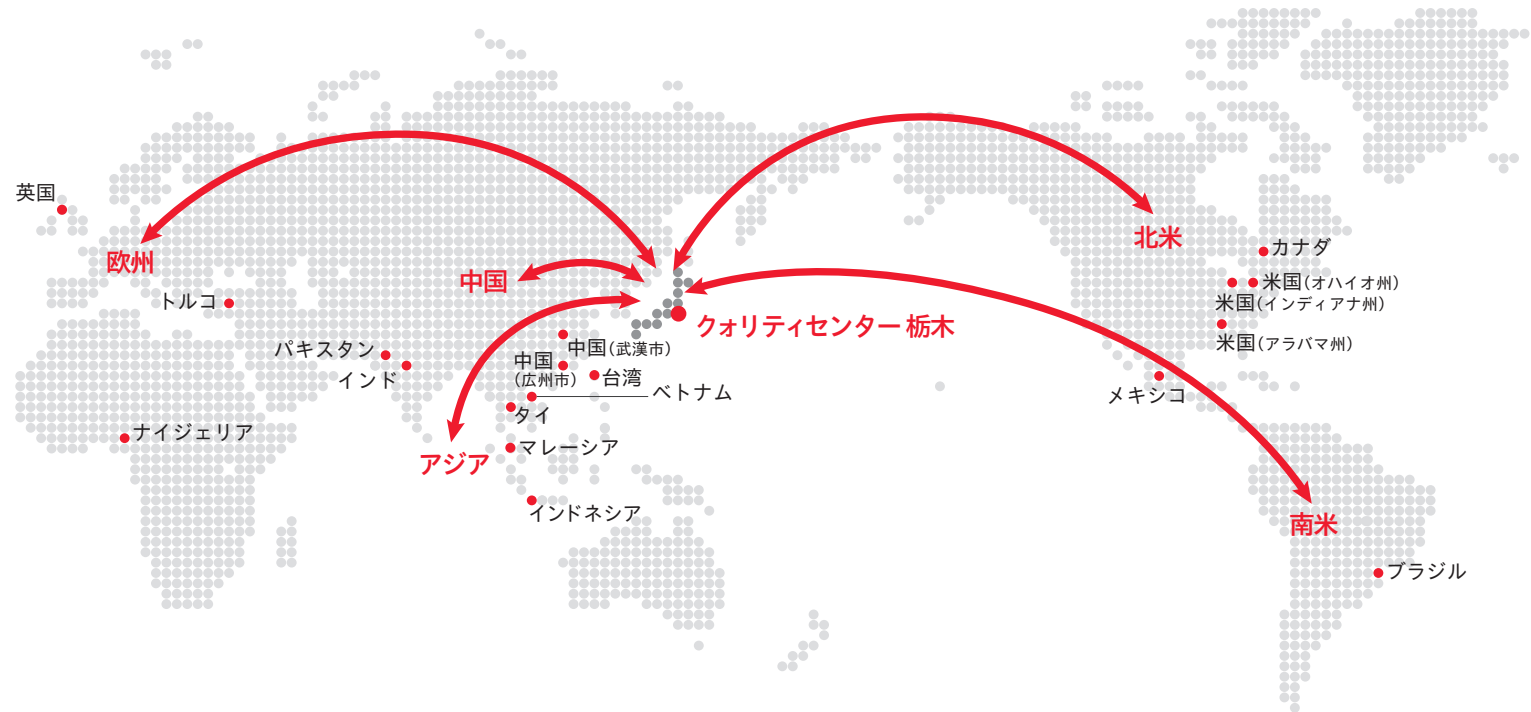 英国
欧州
トルコ
パキスタン
インド
ナイジェリア
中国
中国(武漢市)
中国
(広州市)
台湾
ベトナム
タイ
マレーシア
アジア
インドネシア
クォリティセンター 栃木
北米
カナダ
米国(オハイオ州)
米国(インディアナ州)
米国(アラバマ州)
メキシコ
南米
ブラジル